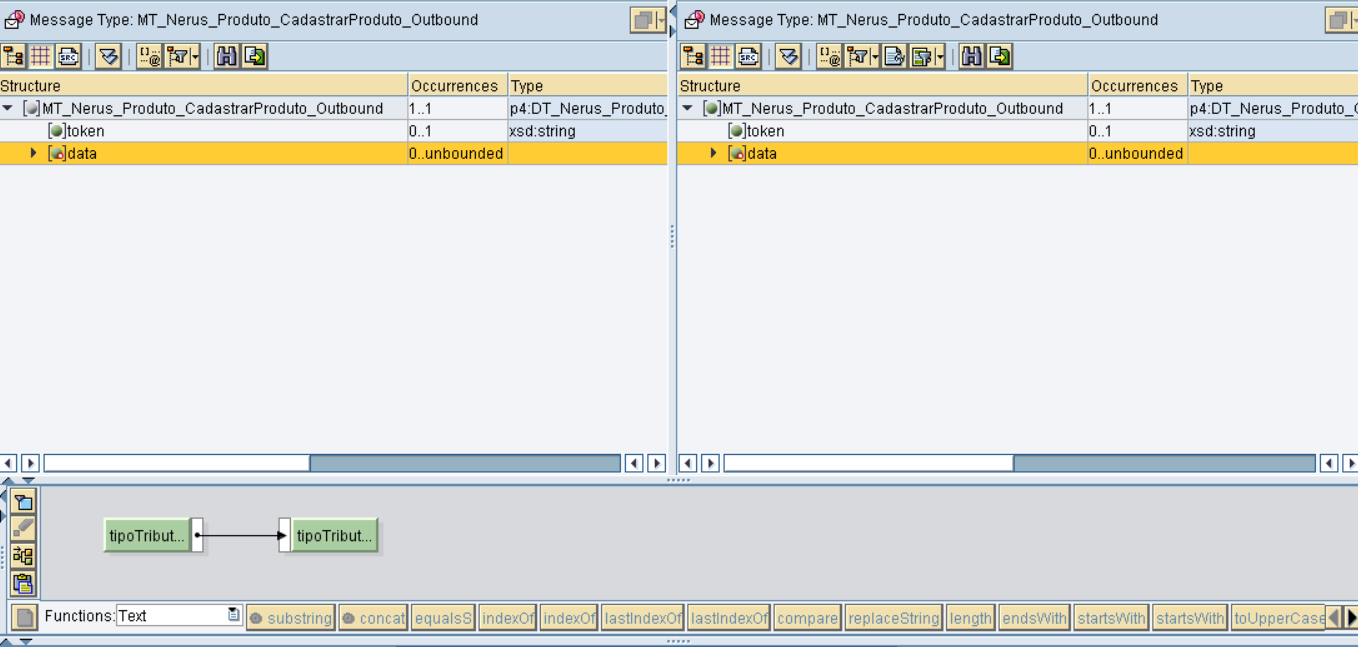 Message Type: MT_Nerus_Produto_CadastrarProduto_Outbound
Structure Occurrences Type
[ ]MT_Nerus_Produto_CadastrarProduto_Outbound 1..1 p4:DT_Nerus_Produto_
[ ]token 0..1 xsd:string
[ ]data 0..unbounded
Message Type: MT_Nerus_Produto_CadastrarProduto_Outbound
Structure Occurrences Type
[ ]MT_Nerus_Produto_CadastrarProduto_Outbound 1..1 p4:DT_Nerus_Produto_
[ ]token 0..1 xsd:string
[ ]data 0..unbounded
tipoTribut... tipoTribut...
Functions: Text substring concat equalsS indexOf indexOf lastIndexOf lastIndexOf compare replaceString length endsWith startsWith startsWith toUpperCase